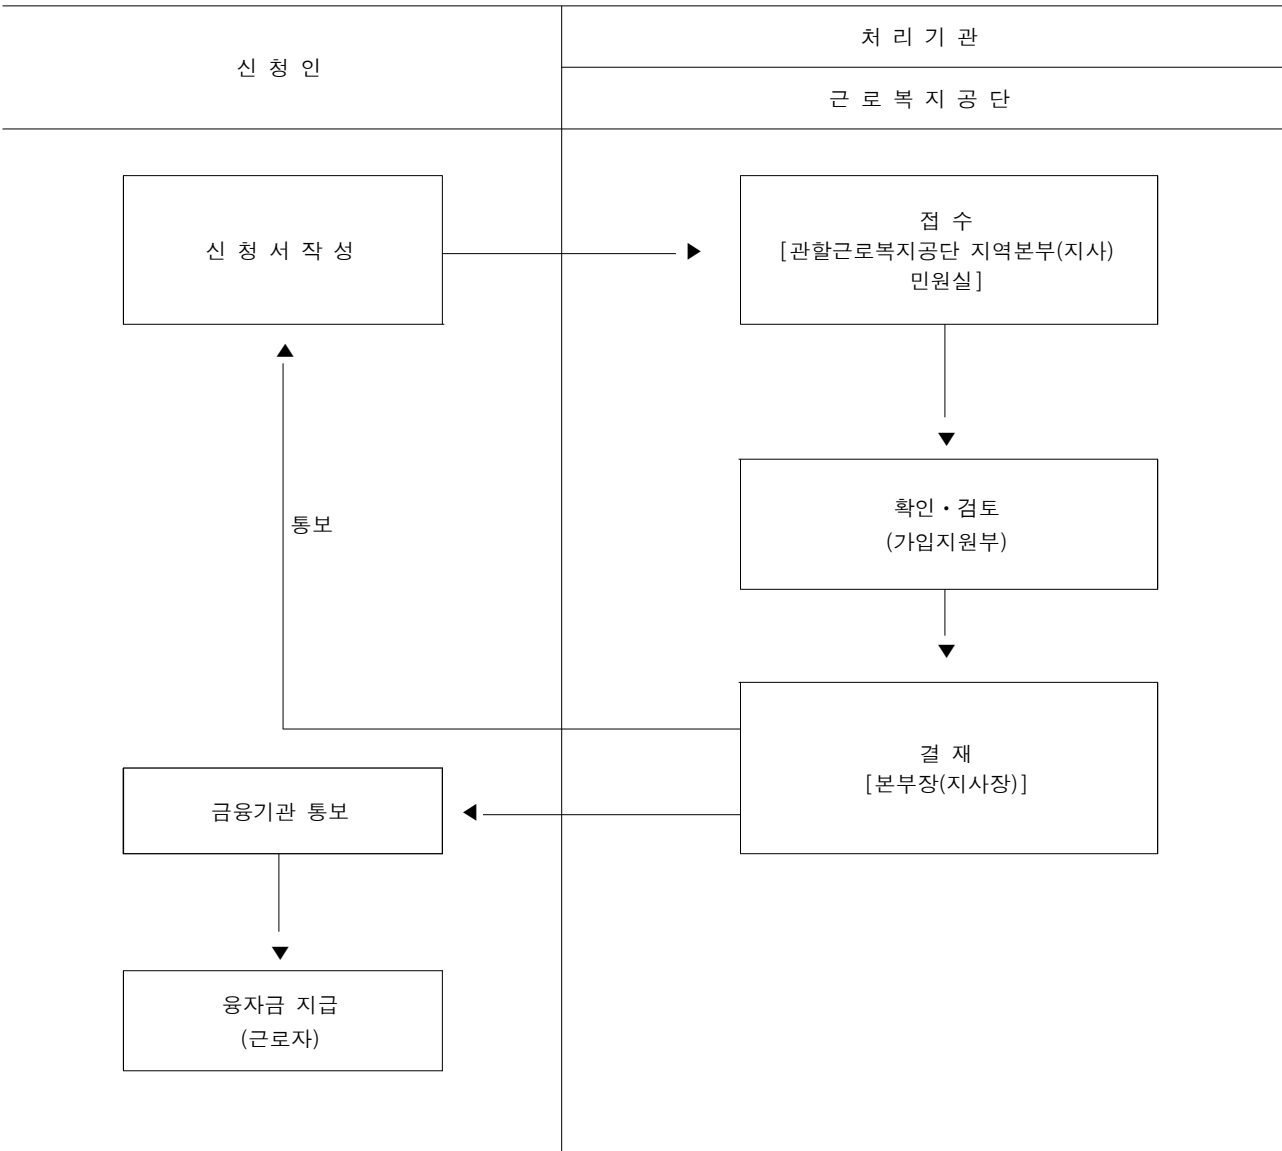 신 청 인
처 리 기 관
근 로 복 지 공 단
신 청 서 작 성
접 수
[관할근로복지공단 지역본부(지사)
민원실]
확인・검토
(가입지원부)
통보
결 재
[본부장(지사장)]
금융기관 통보
융자금 지급
(근로자)